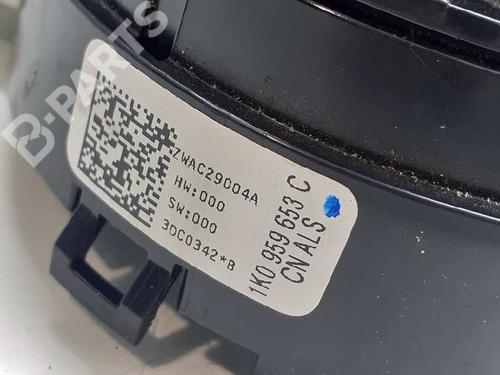 B-PARTS
ZWAC29004A
HW:000
SW:000
3DC0342*B
1K0 959 653 C
CN ALS